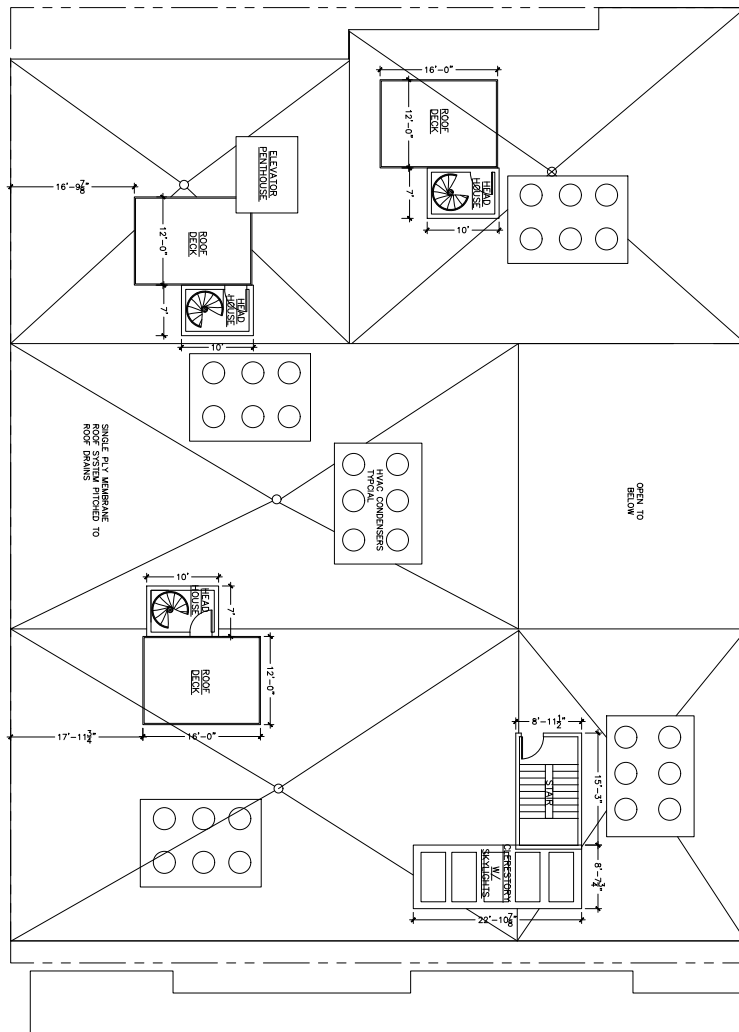 16'-0"
12'-0"
ROOF
DECK
HEAD
HOUSE
7'
10'
ELEVATOR
PENTHOUSE
16'-9⅞"
12'-0"
ROOF
DECK
HEAD
HOUSE
7'
10'
SINGLE PLY MEMBRANE
ROOF SYSTEM PITCHED TO
ROOF DRAINS
HVAC CONDENSERS
TYPCIAL
OPEN TO
BELOW
10'
HEAD
HOUSE
7'
ROOF
DECK
12'-0"
17'-11¾"
16'-0"
8'-11½"
STAIR
15'-3"
CLERESTORY
W/
SKYLIGHTS
8'-7¾"
22'-10⅞"